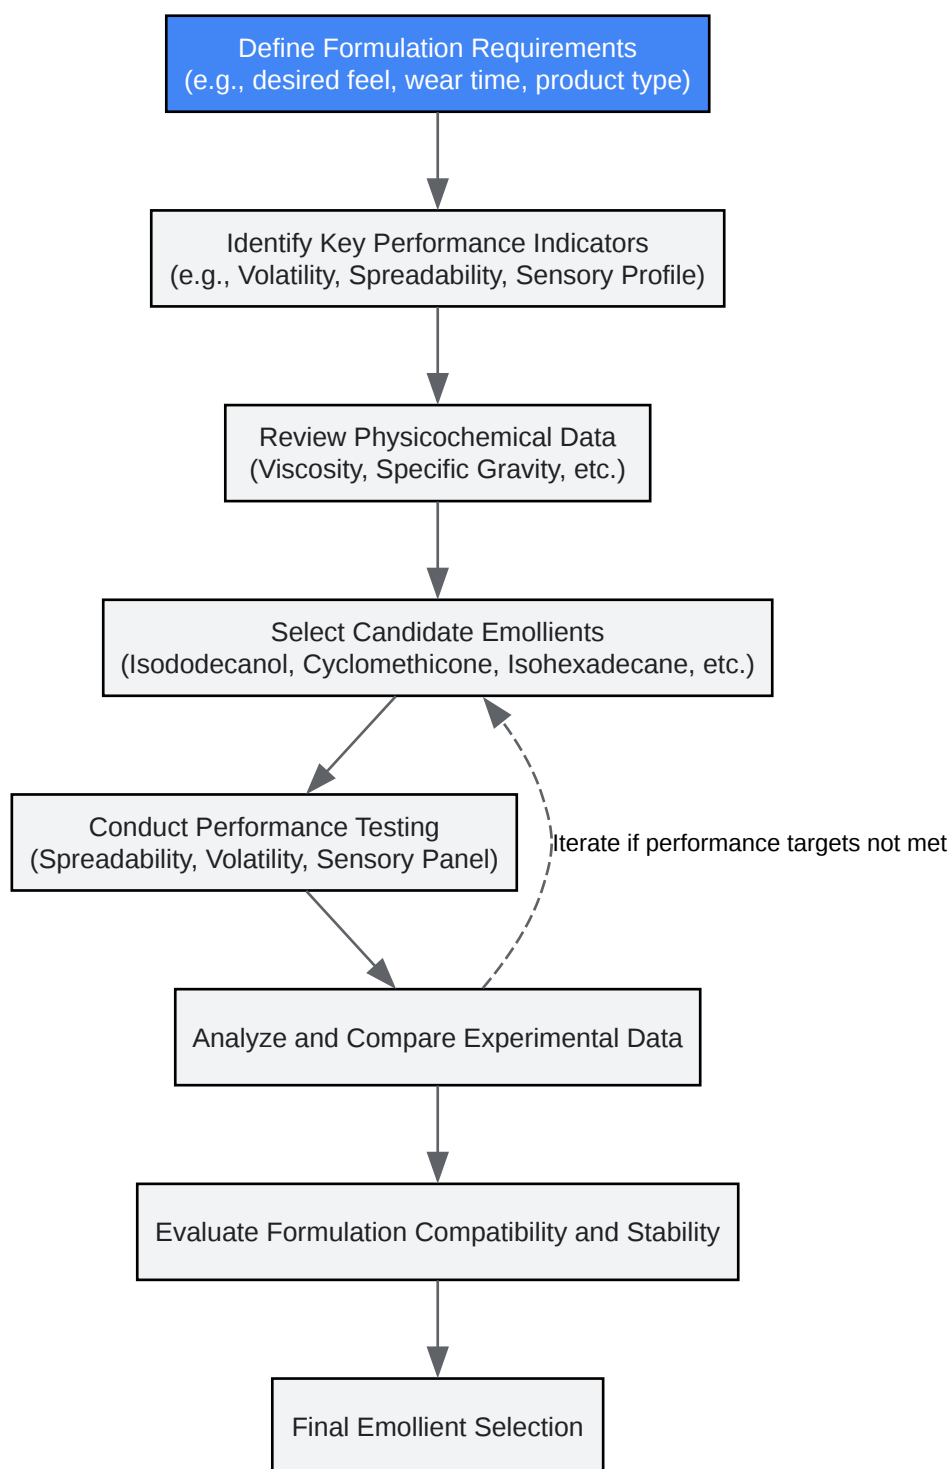 Define Formulation Requirements
(e.g., desired feel, wear time, product type)
Identify Key Performance Indicators
(e.g., Volatility, Spreadability, Sensory Profile)
Review Physicochemical Data
(Viscosity, Specific Gravity, etc.)
Select Candidate Emollients
(Isododecanol, Cyclomethicone, Isohexadecane, etc.)
Conduct Performance Testing
(Spreadability, Volatility, Sensory Panel)
Iterate if performance targets not met
Analyze and Compare Experimental Data
Evaluate Formulation Compatibility and Stability
Final Emollient Selection